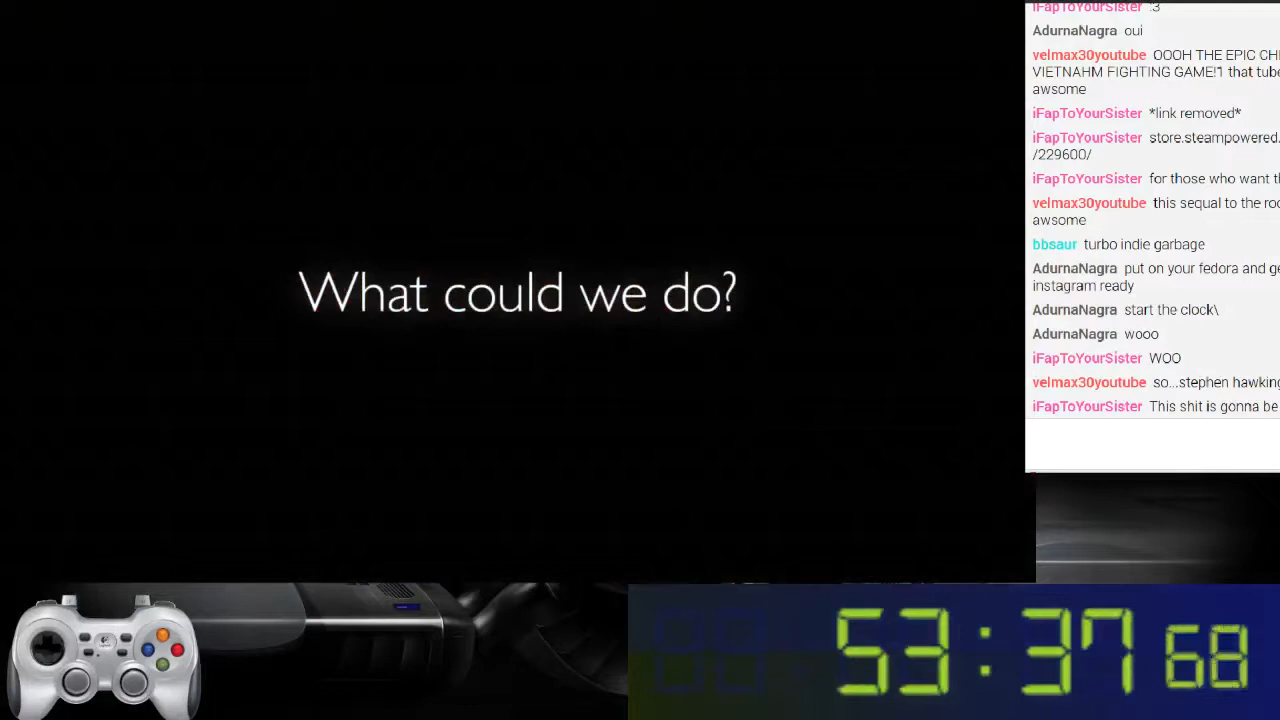 What could we do?
iFapToYourSister :3
AdurnaNagra oui
velmax30youtube OOOH THE EPIC
VIETNAHM FIGHTING GAME!1 that
awsome
iFapToYourSister *link removed*
iFapToYourSister store.steampowered.
/229600/
iFapToYourSister for those who want
velmax30youtube this sequal to the
awsome
bbsaur turbo indie garbage
AdurnaNagra put on your fedora and
instagram ready
AdurnaNagra start the clock\
AdurnaNagra wooo
iFapToYourSister WOO
velmax30youtube so...stephen hawking
iFapToYourSister This shit is gonna be
53:37 68